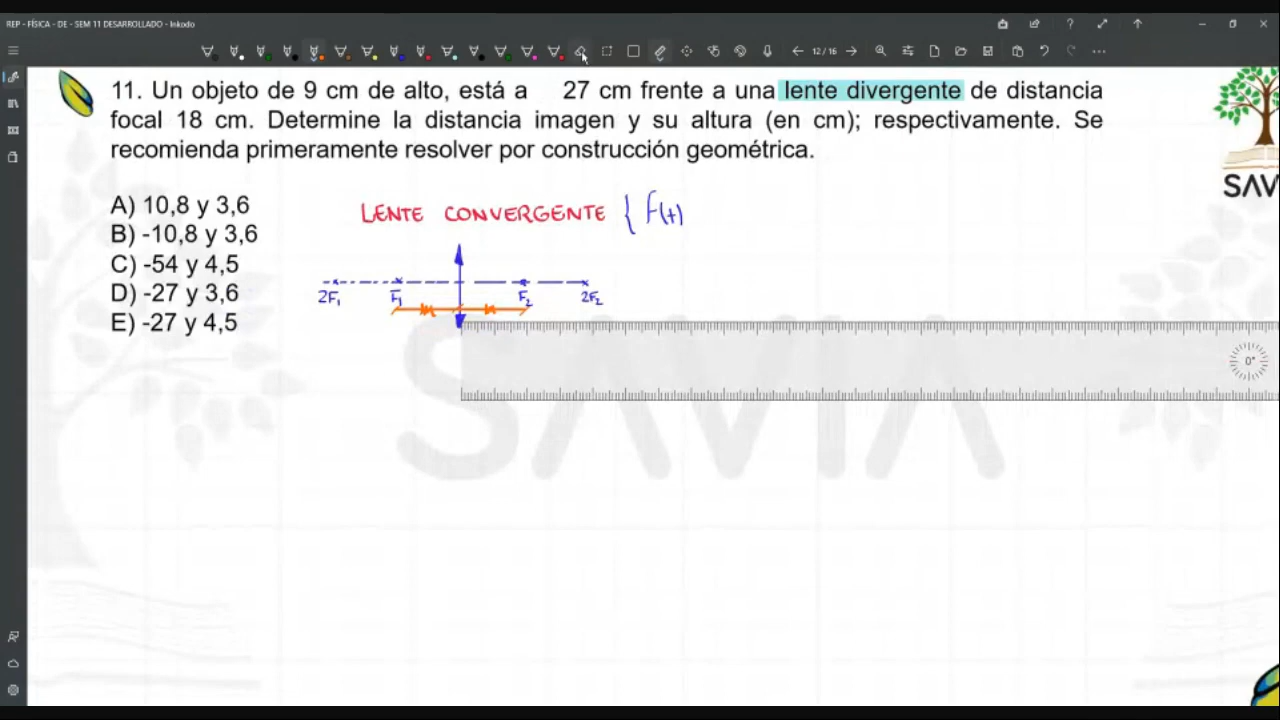 REP - FÍSICA - DE - SEM 11 DESARROLLADO - Inkodo
12/16
11. Un objeto de 9 cm de alto, está a 27 cm frente a una lente divergente de distancia
focal 18 cm. Determine la distancia imagen y su altura (en cm); respectivamente. Se
recomienda primeramente resolver por construcción geométrica.
SAV
A) 10,8 y 3,6
B) -10,8 y 3,6
C) -54 y 4,5
D) -27 y 3,6
E) -27 y 4,5
LENTE CONVERGENTE { F(+)
2F₁ F₁ F₂ 2F₂
0°
SAVIA